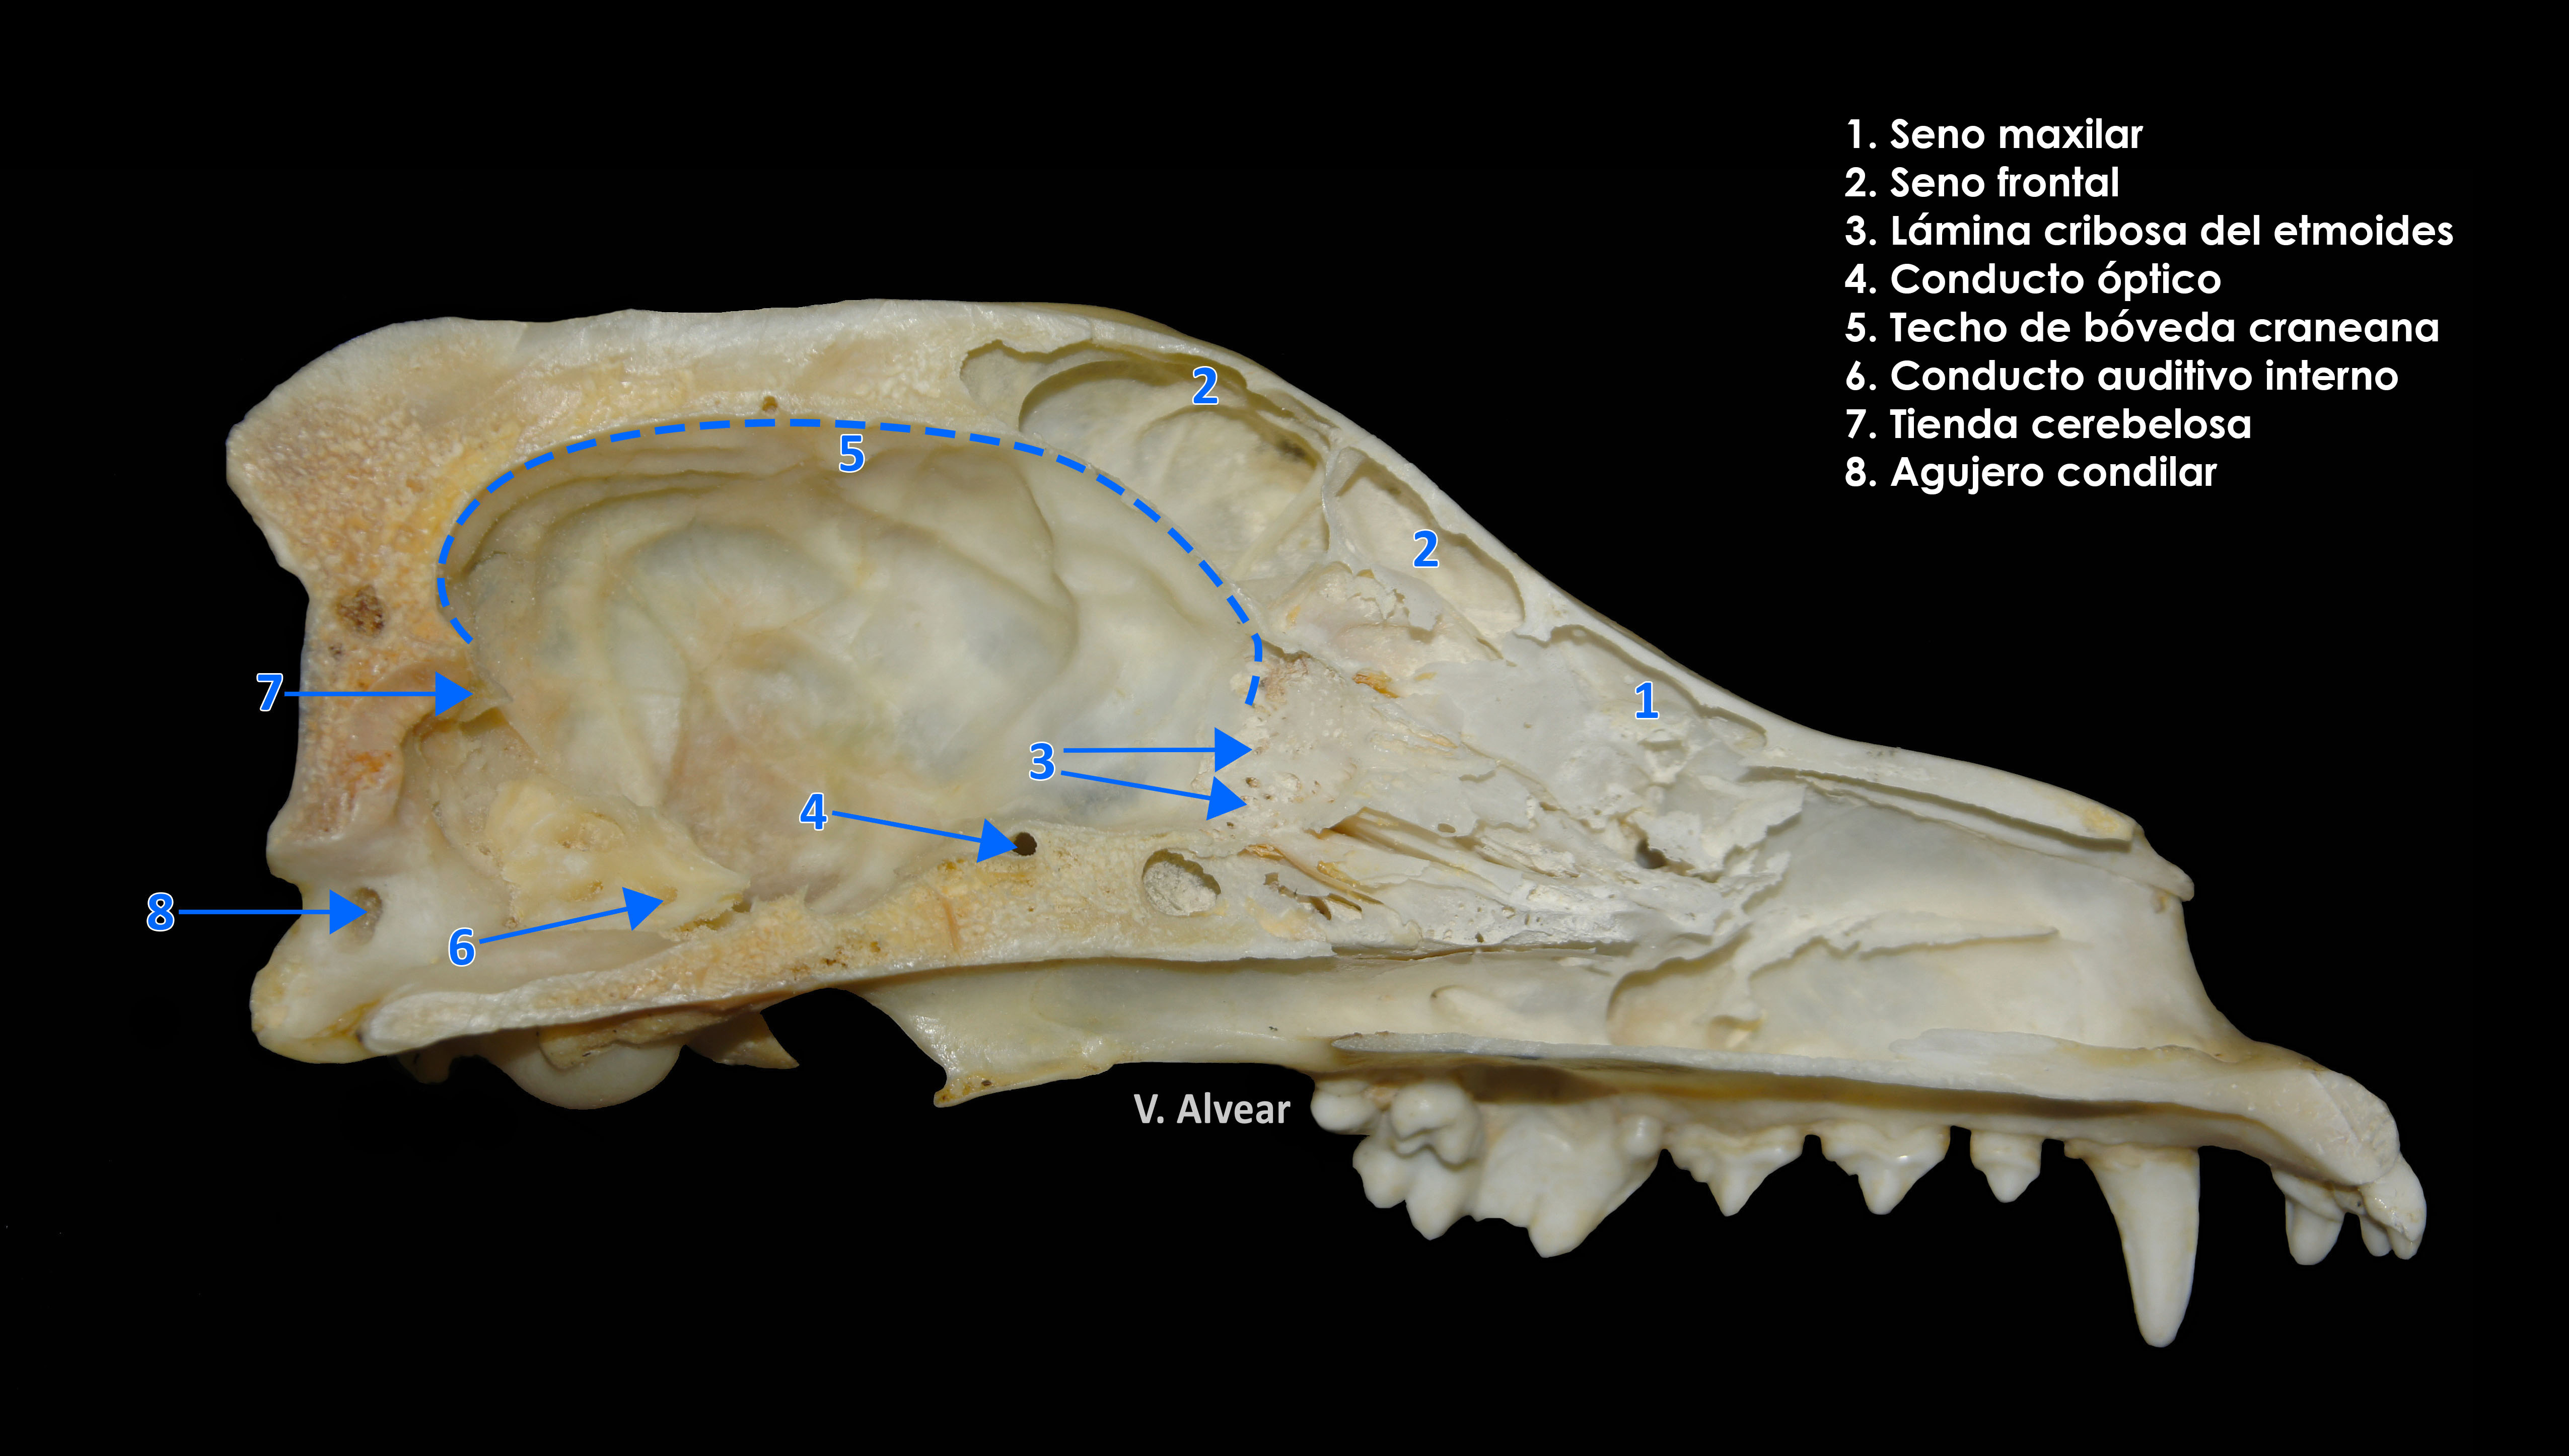 1. Seno maxilar
2. Seno frontal
3. Lámina cribosa del etmoides
4. Conducto óptico
5. Techo de bóveda craneana
6. Conducto auditivo interno
7. Tienda cerebelosa
8. Agujero condilar
2
5
2
7
1
3
4
8
6
V. Alvear